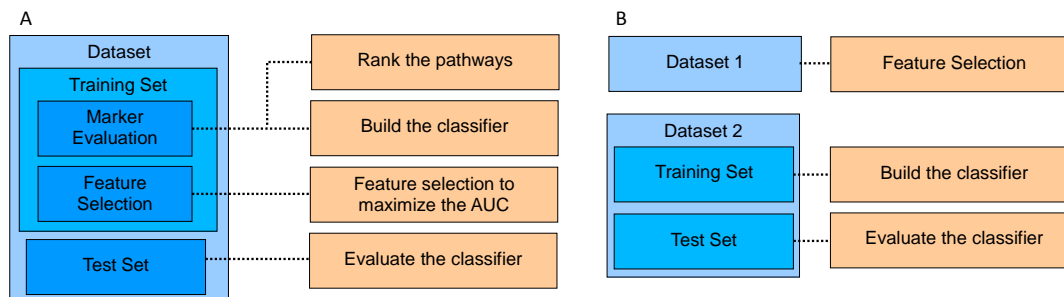 A
Dataset
Training Set
Marker
Evaluation
Feature
Selection
Test Set
Rank the pathways
Build the classifier
Feature selection to
maximize the AUC
Evaluate the classifier
B
Dataset 1
Feature Selection
Dataset 2
Training Set
Build the classifier
Test Set
Evaluate the classifier